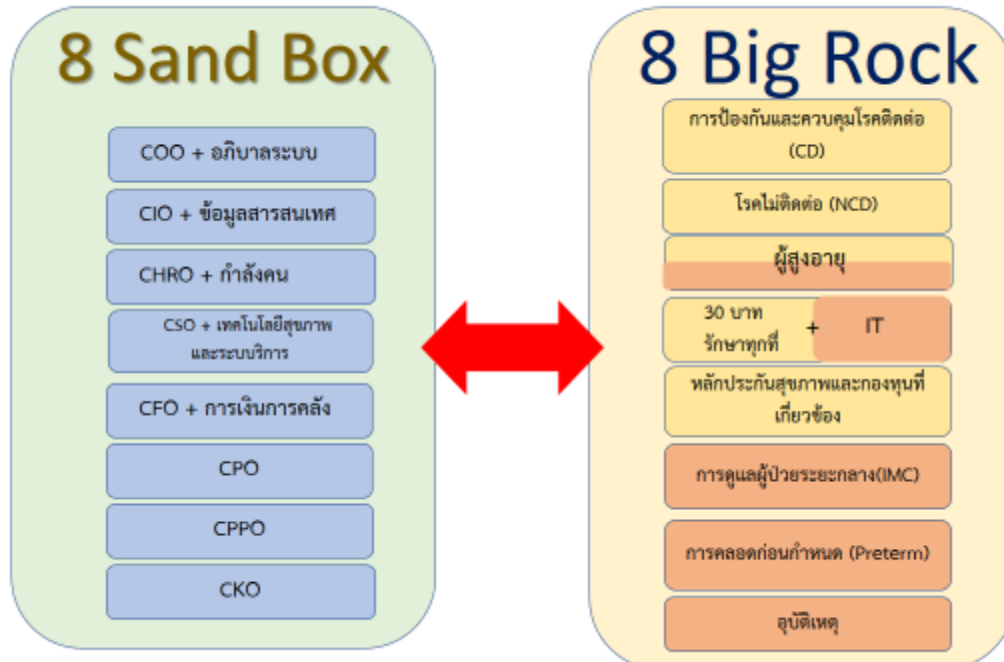 8 Sand Box
COO + อภิบาลระบบ
CIO + ข้อมูลสารสนเทศ
CHRO + กำลังคน
CSO + เทคโนโลยีสุขภาพ
และระบบริการ
CFO + การเงินการคลัง
CPO
CPPO
CKO
8 Big Rock
การป้องกันและควบคุมโรคติดต่อ
(CD)
โรคไม่ติดต่อ (NCD)
ผู้สูงอายุ
30 บาท
รักษาทุกที่
+
IT
หลักประกันสุขภาพและกองทุนที่
เกี่ยวข้อง
การดูแลผู้ป่วยระยะกลาง(IMC)
การคลอดก่อนกำหนด (Preterm)
อุบัติเหตุ